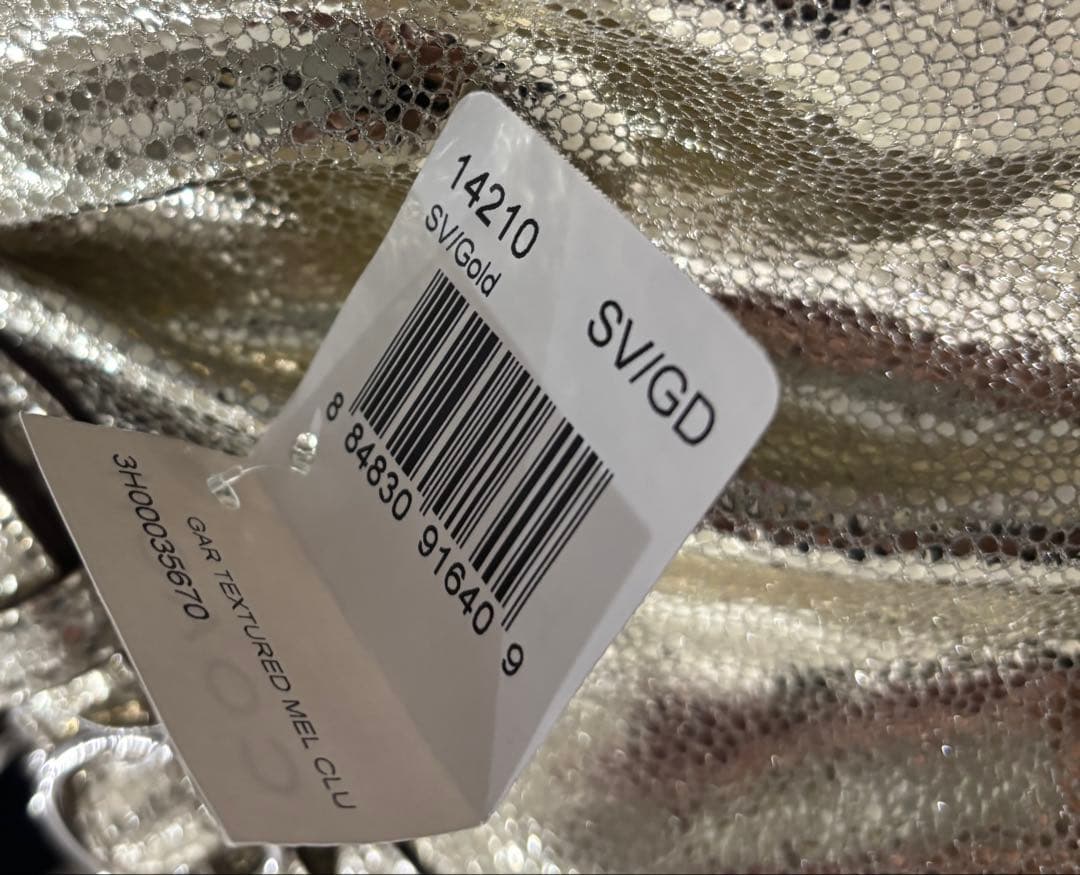 14210
SV/Gold
SV/GD
8 84830 91640 9
3H00035670
GAR TEXTURED MEL CLU